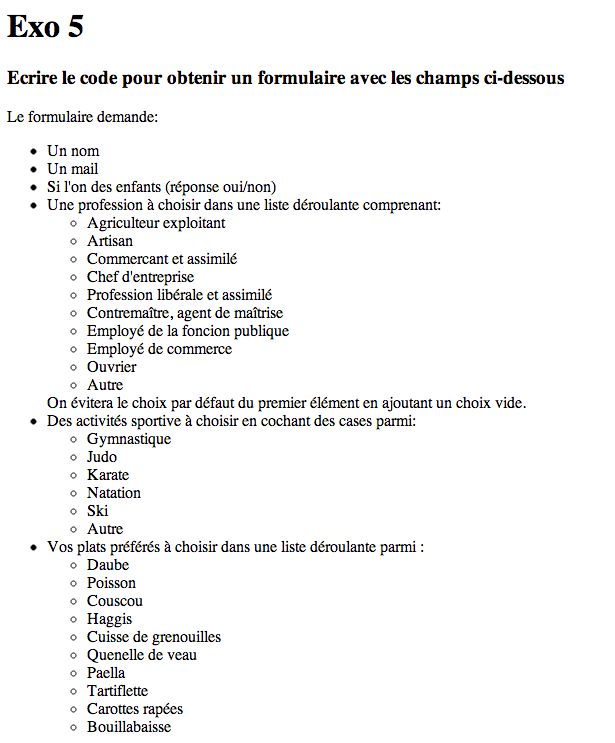 Exo 5
Ecrire le code pour obtenir un formulaire avec les champs ci-dessous
Le formulaire demande:
Un nom
Un mail
Si l'on des enfants (réponse oui/non)
Une profession à choisir dans une liste déroulante comprenant:
Agriculteur exploitant
Artisan
Commercant et assimilé
Chef d'entreprise
Profession libérale et assimilé
Contremaître, agent de maîtrise
Employé de la foncion publique
Employé de commerce
Ouvrier
Autre
On évitera le choix par défaut du premier élément en ajoutant un choix vide.
Des activités sportive à choisir en cochant des cases parmi:
Gymnastique
Judo
Karate
Natation
Ski
Autre
Vos plats préférés à choisir dans une liste déroulante parmi :
Daube
Poisson
Couscou
Haggis
Cuisse de grenouilles
Quenelle de veau
Paella
Tartiflette
Carottes rapées
Bouillabaisse